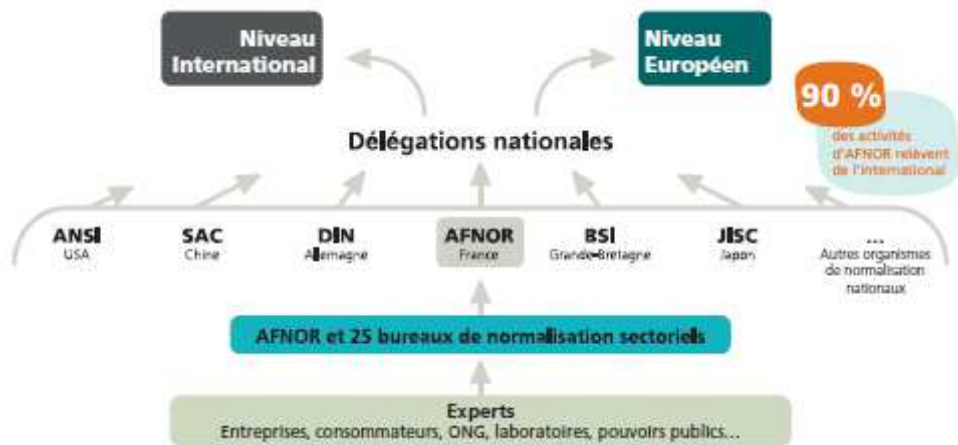 Niveau
International
Niveau
Européen
90 %
des activités
d'AFNOR relèvent
de l'international
Délégations nationales
ANSI
USA
SAC
Chine
DIN
Allemagne
AFNOR
France
BSI
Grande-Bretagne
JISC
Japon
...
Autres organismes
de normalisation
nationaux
AFNOR et 25 bureaux de normalisation sectoriels
Experts
Entreprises, consommateurs, ONG, laboratoires, pouvoirs publics...